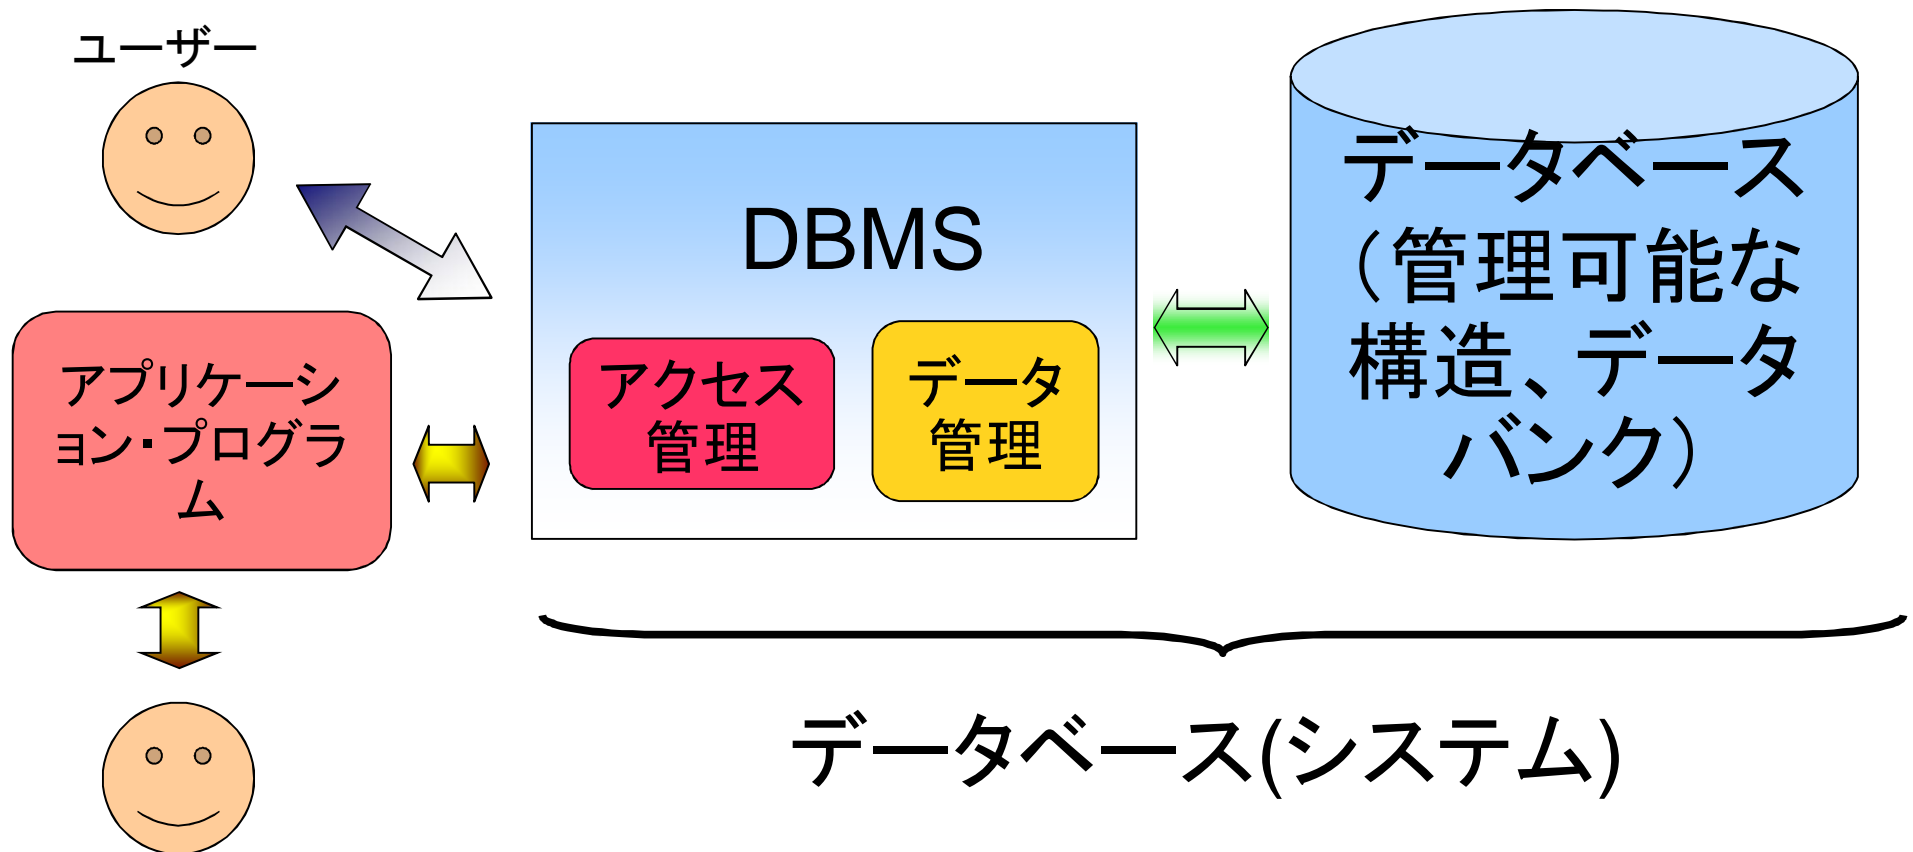 ユーザー
アプリケーシ
ョン・プログラ
ム
DBMS
アクセス
管理
データ
管理
データベース
（管理可能な
構造、データ
バンク）
データベース(システム)